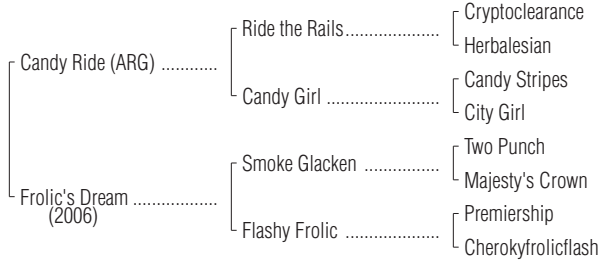 Cryptoclearance
Ride the Rails....................
Herbalesian
Candy Ride (ARG) ............
Candy Stripes
Candy Girl ........................
City Girl
Two Punch
Smoke Glacken ................
Majesty's Crown
Frolic's Dream ..................
(2006)
Premiership
Flashy Frolic ....................
Cherokyfrolicflash